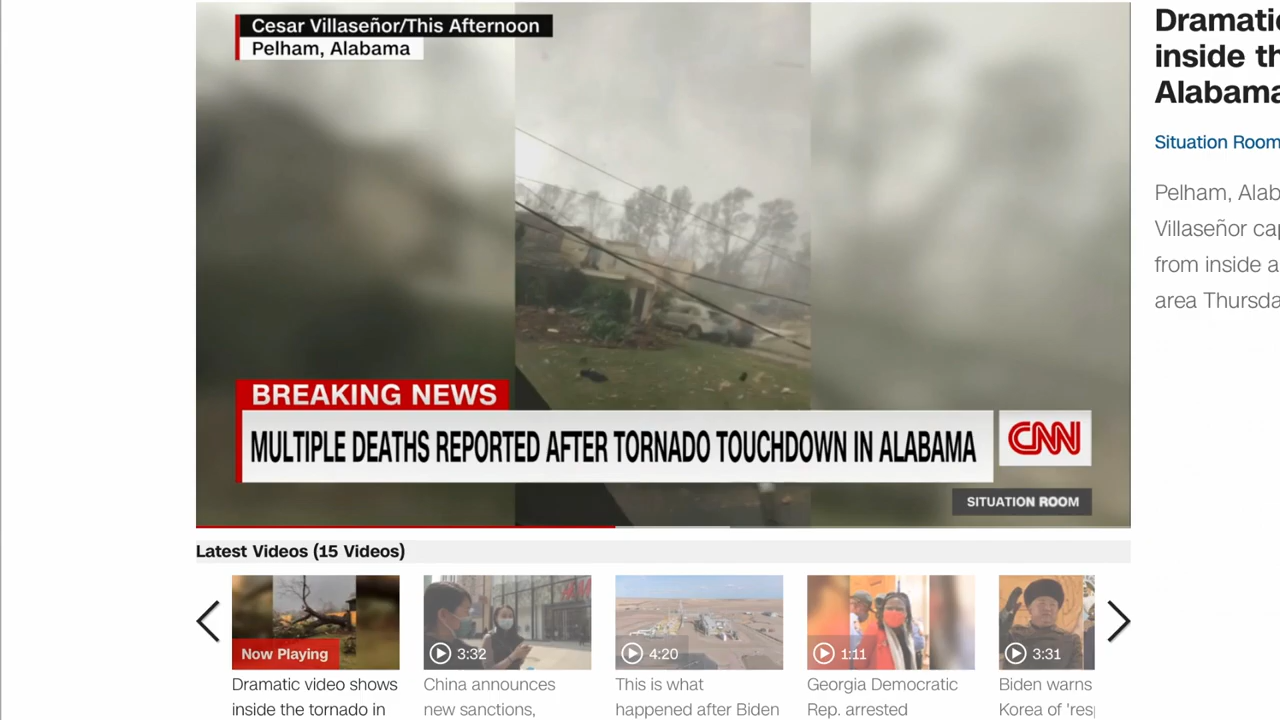 Cesar Villaseñor/This Afternoon
Pelham, Alabama
BREAKING NEWS
MULTIPLE DEATHS REPORTED AFTER TORNADO TOUCHDOWN IN ALABAMA
CNN
SITUATION ROOM
Dramatic
inside th
Alabama
Situation Room
Pelham, Alab
Villaseñor cap
from inside a
area Thursda
Latest Videos (15 Videos)
Now Playing
3:32
4:20
1:11
3:31
Dramatic video shows
inside the tornado in
China announces
new sanctions,
This is what
happened after Biden
Georgia Democratic
Rep. arrested
Biden warns
Korea of 'resp